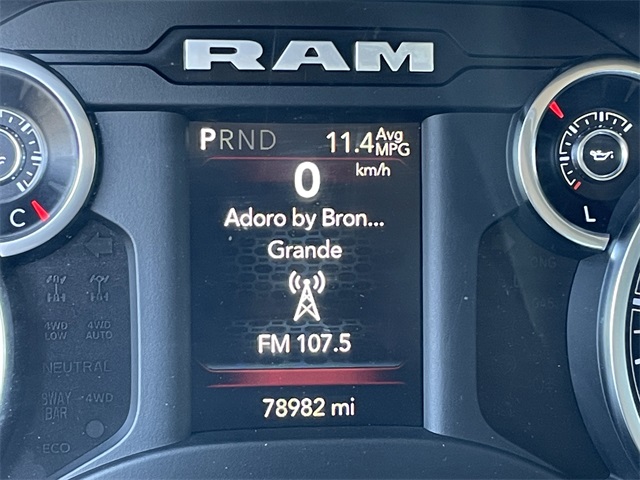 RAM
PRND 11.4 Avg MPG
0 km/h
Adoro by Bron...
Grande
FM 107.5
78982 mi
C
L
4WD LOW
4WD AUTO
NEUTRAL
SWAY BAR
4WD
ECO